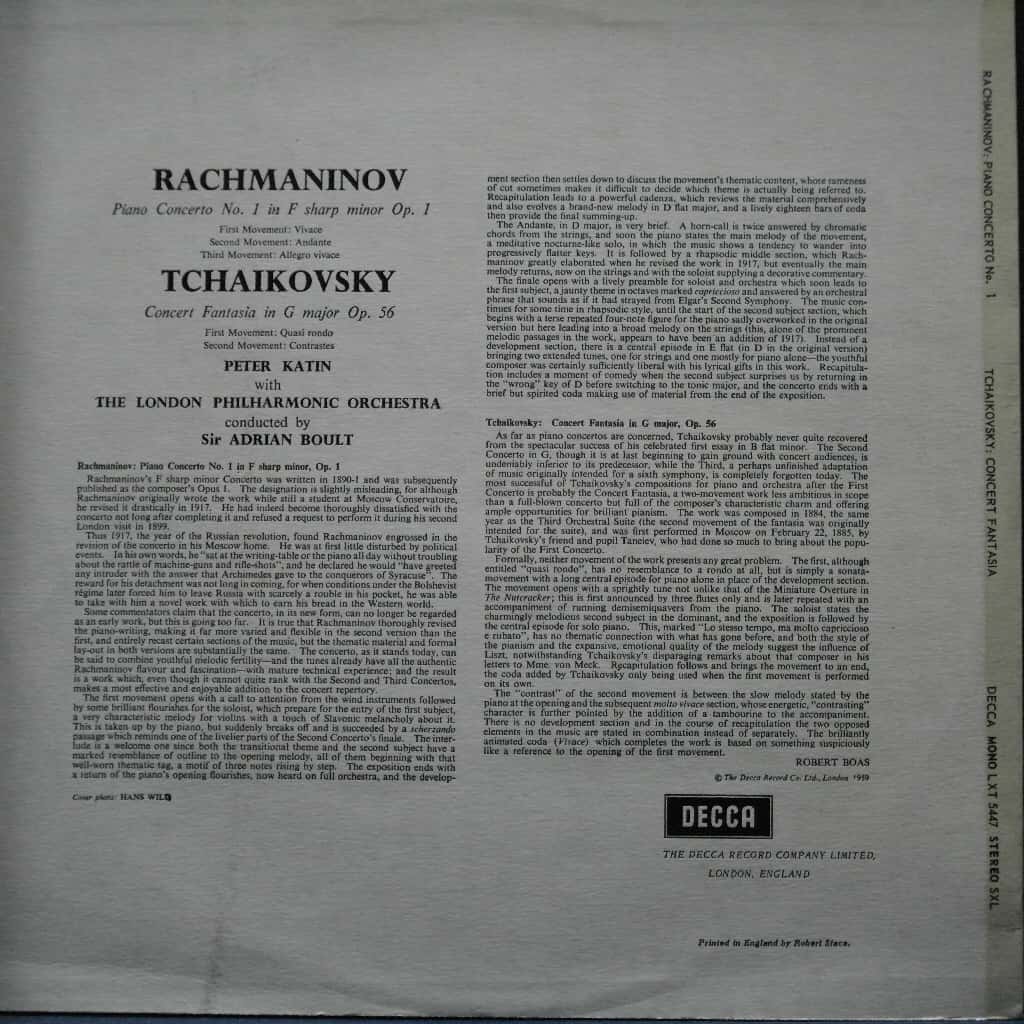 RACHMANINOV
Piano Concerto No. 1 in F sharp minor Op. 1
First Movement: Vivace
Second Movement: Andante
Third Movement: Allegro vivace
TCHAIKOVSKY
Concert Fantasia in G major Op. 56
First Movement: Quasi rondo
Second Movement: Contrastes
PETER KATIN
with
THE LONDON PHILHARMONIC ORCHESTRA
conducted by
Sir ADRIAN BOULT
Rachmaninov: Piano Concerto No. 1 in F sharp minor, Op. 1
Rachmaninov's F sharp minor Concerto was written in 1890-1 and was subsequently
published as the composer's Opus 1. The designation is slightly misleading, for although
Rachmaninov originally wrote the work while still a student at Moscow Conservatoire,
he revised it drastically in 1917. He had indeed become thoroughly dissatisfied with the
concerto not long after completing it and refused a request to perform it during his second
London visit in 1899.
Thus 1917, the year of the Russian revolution, found Rachmaninov engrossed in the
revision of the concerto in his Moscow home. He was at first little disturbed by political
events. In his own words, he "sat at the writing-table or the piano all day without troubling
about the rattle of machine-guns and rifle-shots", and he declared he would "have greeted
any intruder with the answer that Archimedes gave to the conquerors of Syracuse". The
reward for his detachment was not long in coming, for when conditions under the Bolshevist
régime later forced him to leave Russia with scarcely a rouble in his pocket, he was able
to take with him a novel work with which to earn his bread in the Western world.
Some commentators claim that the concerto, in its new form, can no longer be regarded
as an early work, but this is going too far. It is true that Rachmaninov thoroughly revised
the piano-writing, making it far more varied and flexible in the second version than the
first, and entirely recast certain sections of the music, but the thematic material and formal
lay-out in both versions are substantially the same. The concerto, as it stands today, can
be said to combine youthful melodic fertility—and the tunes already have all the authentic
Rachmaninov flavour and fascination—with mature technical experience; and the result
is a work which, even though it cannot quite rank with the Second and Third Concertos,
makes a most effective and enjoyable addition to the concert repertory.
The first movement opens with a call to attention from the wind instruments followed
by some brilliant flourishes for the soloist, which prepare for the entry of the first subject,
a very characteristic melody for violins with a touch of Slavonic melancholy about it.
This is taken up by the piano, but suddenly breaks off and is succeeded by a scherzando
passage which reminds one of the livelier parts of the Second Concerto's finale. The inter-
lude is a welcome one since both the transitional theme and the second subject have a
marked resemblance of outline to the opening melody, all of them beginning with that
well-worn thematic tag, a motif of three notes rising by step. The exposition ends with
a return of the piano's opening flourishes, now heard on full orchestra, and the develop-
Cover photo: HANS WILD
ment section then settles down to discuss the movement's thematic content, whose sameness
of cut sometimes makes it difficult to decide which theme is actually being referred to.
Recapitulation leads to a powerful cadenza, which reviews the material comprehensively
and also evolves a brand-new melody in D flat major, and a lively eighteen bars of coda
then provide the final summing-up.
The Andante, in D major, is very brief. A horn-call is twice answered by chromatic
chords from the strings, and soon the piano states the main melody of the movement,
a meditative nocturne-like solo, in which the music shows a tendency to wander into
progressively flatter keys. It is followed by a rhapsodic middle section, which Rach-
maninov greatly elaborated when he revised the work in 1917, but eventually the main
melody returns, now on the strings and with the soloist supplying a decorative commentary.
The finale opens with a lively preamble for soloist and orchestra which soon leads to
the first subject, a jaunty theme in octaves marked capriccioso and answered by an orchestral
phrase that sounds as if it had strayed from Elgar's Second Symphony. The music con-
tinues for some time in rhapsodic style, until the start of the second subject section, which
begins with a terse repeated four-note figure for the piano sadly overworked in the original
version but here leading into a broad melody on the strings (this, alone of the prominent
melodic passages in the work, appears to have been an addition of 1917). Instead of a
development section, there is a central episode in E flat (in D in the original version)
bringing two extended tunes, one for strings and one mostly for piano alone—the youthful
composer was certainly sufficiently liberal with his lyrical gifts in this work. Recapitula-
tion includes a moment of comedy when the second subject surprises us by returning in
the "wrong" key of D before switching to the tonic major, and the concerto ends with a
brief but spirited coda making use of material from the end of the exposition.
Tchaikovsky: Concert Fantasia in G major, Op. 56
As far as piano concertos are concerned, Tchaikovsky probably never quite recovered
from the spectacular success of his celebrated first essay in B flat minor. The Second
Concerto in G, though it is at last beginning to gain ground with concert audiences, is
undeniably inferior to its predecessor, while the Third, a perhaps unfinished adaptation
of music originally intended for a sixth symphony, is completely forgotten today. The
most successful of Tchaikovsky's compositions for piano and orchestra after the First
Concerto is probably the Concert Fantasia, a two-movement work less ambitious in scope
than a full-blown concerto but full of the composer's characteristic charm and offering
ample opportunities for brilliant pianism. The work was composed in 1884, the same
year as the Third Orchestral Suite (the second movement of the fantasia was originally
intended for the suite), and was first performed in Moscow on February 22, 1885, by
Tchaikovsky's friend and pupil Taneiev, who had done so much to bring about the popu-
larity of the First Concerto.
Formally, neither movement of the work presents any great problem. The first, although
entitled "quasi rondo", has no resemblance to a rondo at all, but is simply a sonata-
movement with a long central episode for piano alone in place of the development section.
The movement opens with a sprightly tune not unlike that of the Miniature Overture in
The Nutcracker; this is first announced by three flutes only and is later repeated with an
accompaniment of running demisemiquavers from the piano. The soloist states the
charmingly melodious second subject in the dominant, and the exposition is followed by
the central episode for solo piano. This, marked "Lo stesso tempo, ma molto capriccioso
e rubato", has no thematic connection with what has gone before, and both the style of
the pianism and the expansive, emotional quality of the melody suggest the influence of
Liszt, notwithstanding Tchaikovsky's disparaging remarks about that composer in his
letters to Mme. von Meck. Recapitulation follows and brings the movement to an end,
the coda added by Tchaikovsky only being used when the first movement is performed
on its own.
The "contrast" of the second movement is between the slow melody stated by the
piano at the opening and the subsequent molto vivace section, whose energetic, "contrasting"
character is further pointed by the addition of a tambourine to the accompaniment.
There is no development section and in the course of recapitulation the two opposed
elements in the music are stated in combination instead of separately. The brilliantly
animated coda (Vivace) which completes the work is based on something suspiciously
like a reference to the opening of the first movement.
ROBERT BOAS
© The Decca Record Co. Ltd., London 1959
DECCA
THE DECCA RECORD COMPANY LIMITED,
LONDON, ENGLAND
Printed in England by Robert Stace.
RACHMANINOV: PIANO CONCERTO No. 1 TCHAIKOVSKY: CONCERT FANTASIA DECCA MONO LXT 5447 STEREO SXL